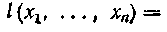 l(x₁, ..., xₙ) =